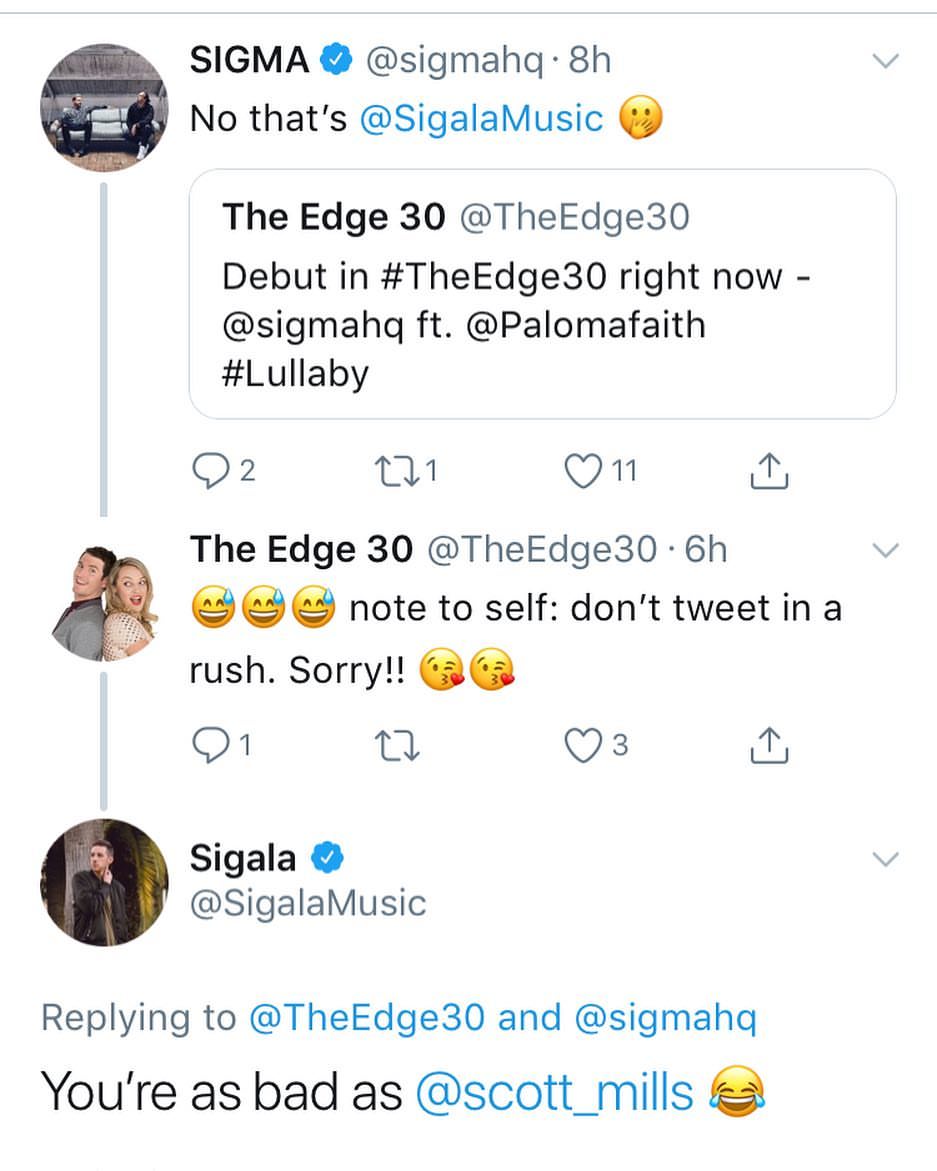 SIGMA @sigmahq · 8h
No that’s @SigalaMusic 🤭
The Edge 30 @TheEdge30
Debut in #TheEdge30 right now -
@sigmahq ft. @Palomafaith
#Lullaby
2 1 11
The Edge 30 @TheEdge30 · 6h
😅😅😅 note to self: don’t tweet in a
rush. Sorry!! 😘😘
1 3
Sigala
@SigalaMusic
Replying to @TheEdge30 and @sigmahq
You’re as bad as @scott_mills 😂